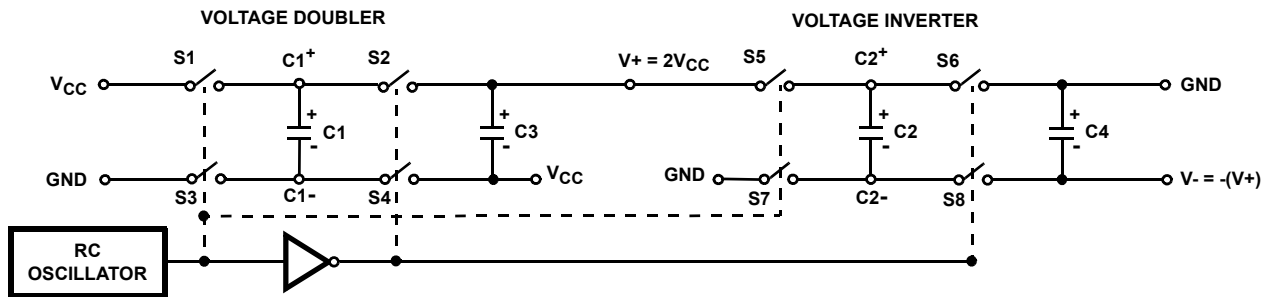 VOLTAGE DOUBLER
VOLTAGE INVERTER
S1 C1+ S2 V+ = 2VCC S5 C2+ S6
VCC GND
+ C1 - + C3 - + C2 - + C4 -
GND VCC GND V- = -(V+)
S3 C1- S4 S7 C2- S8
RC
OSCILLATOR